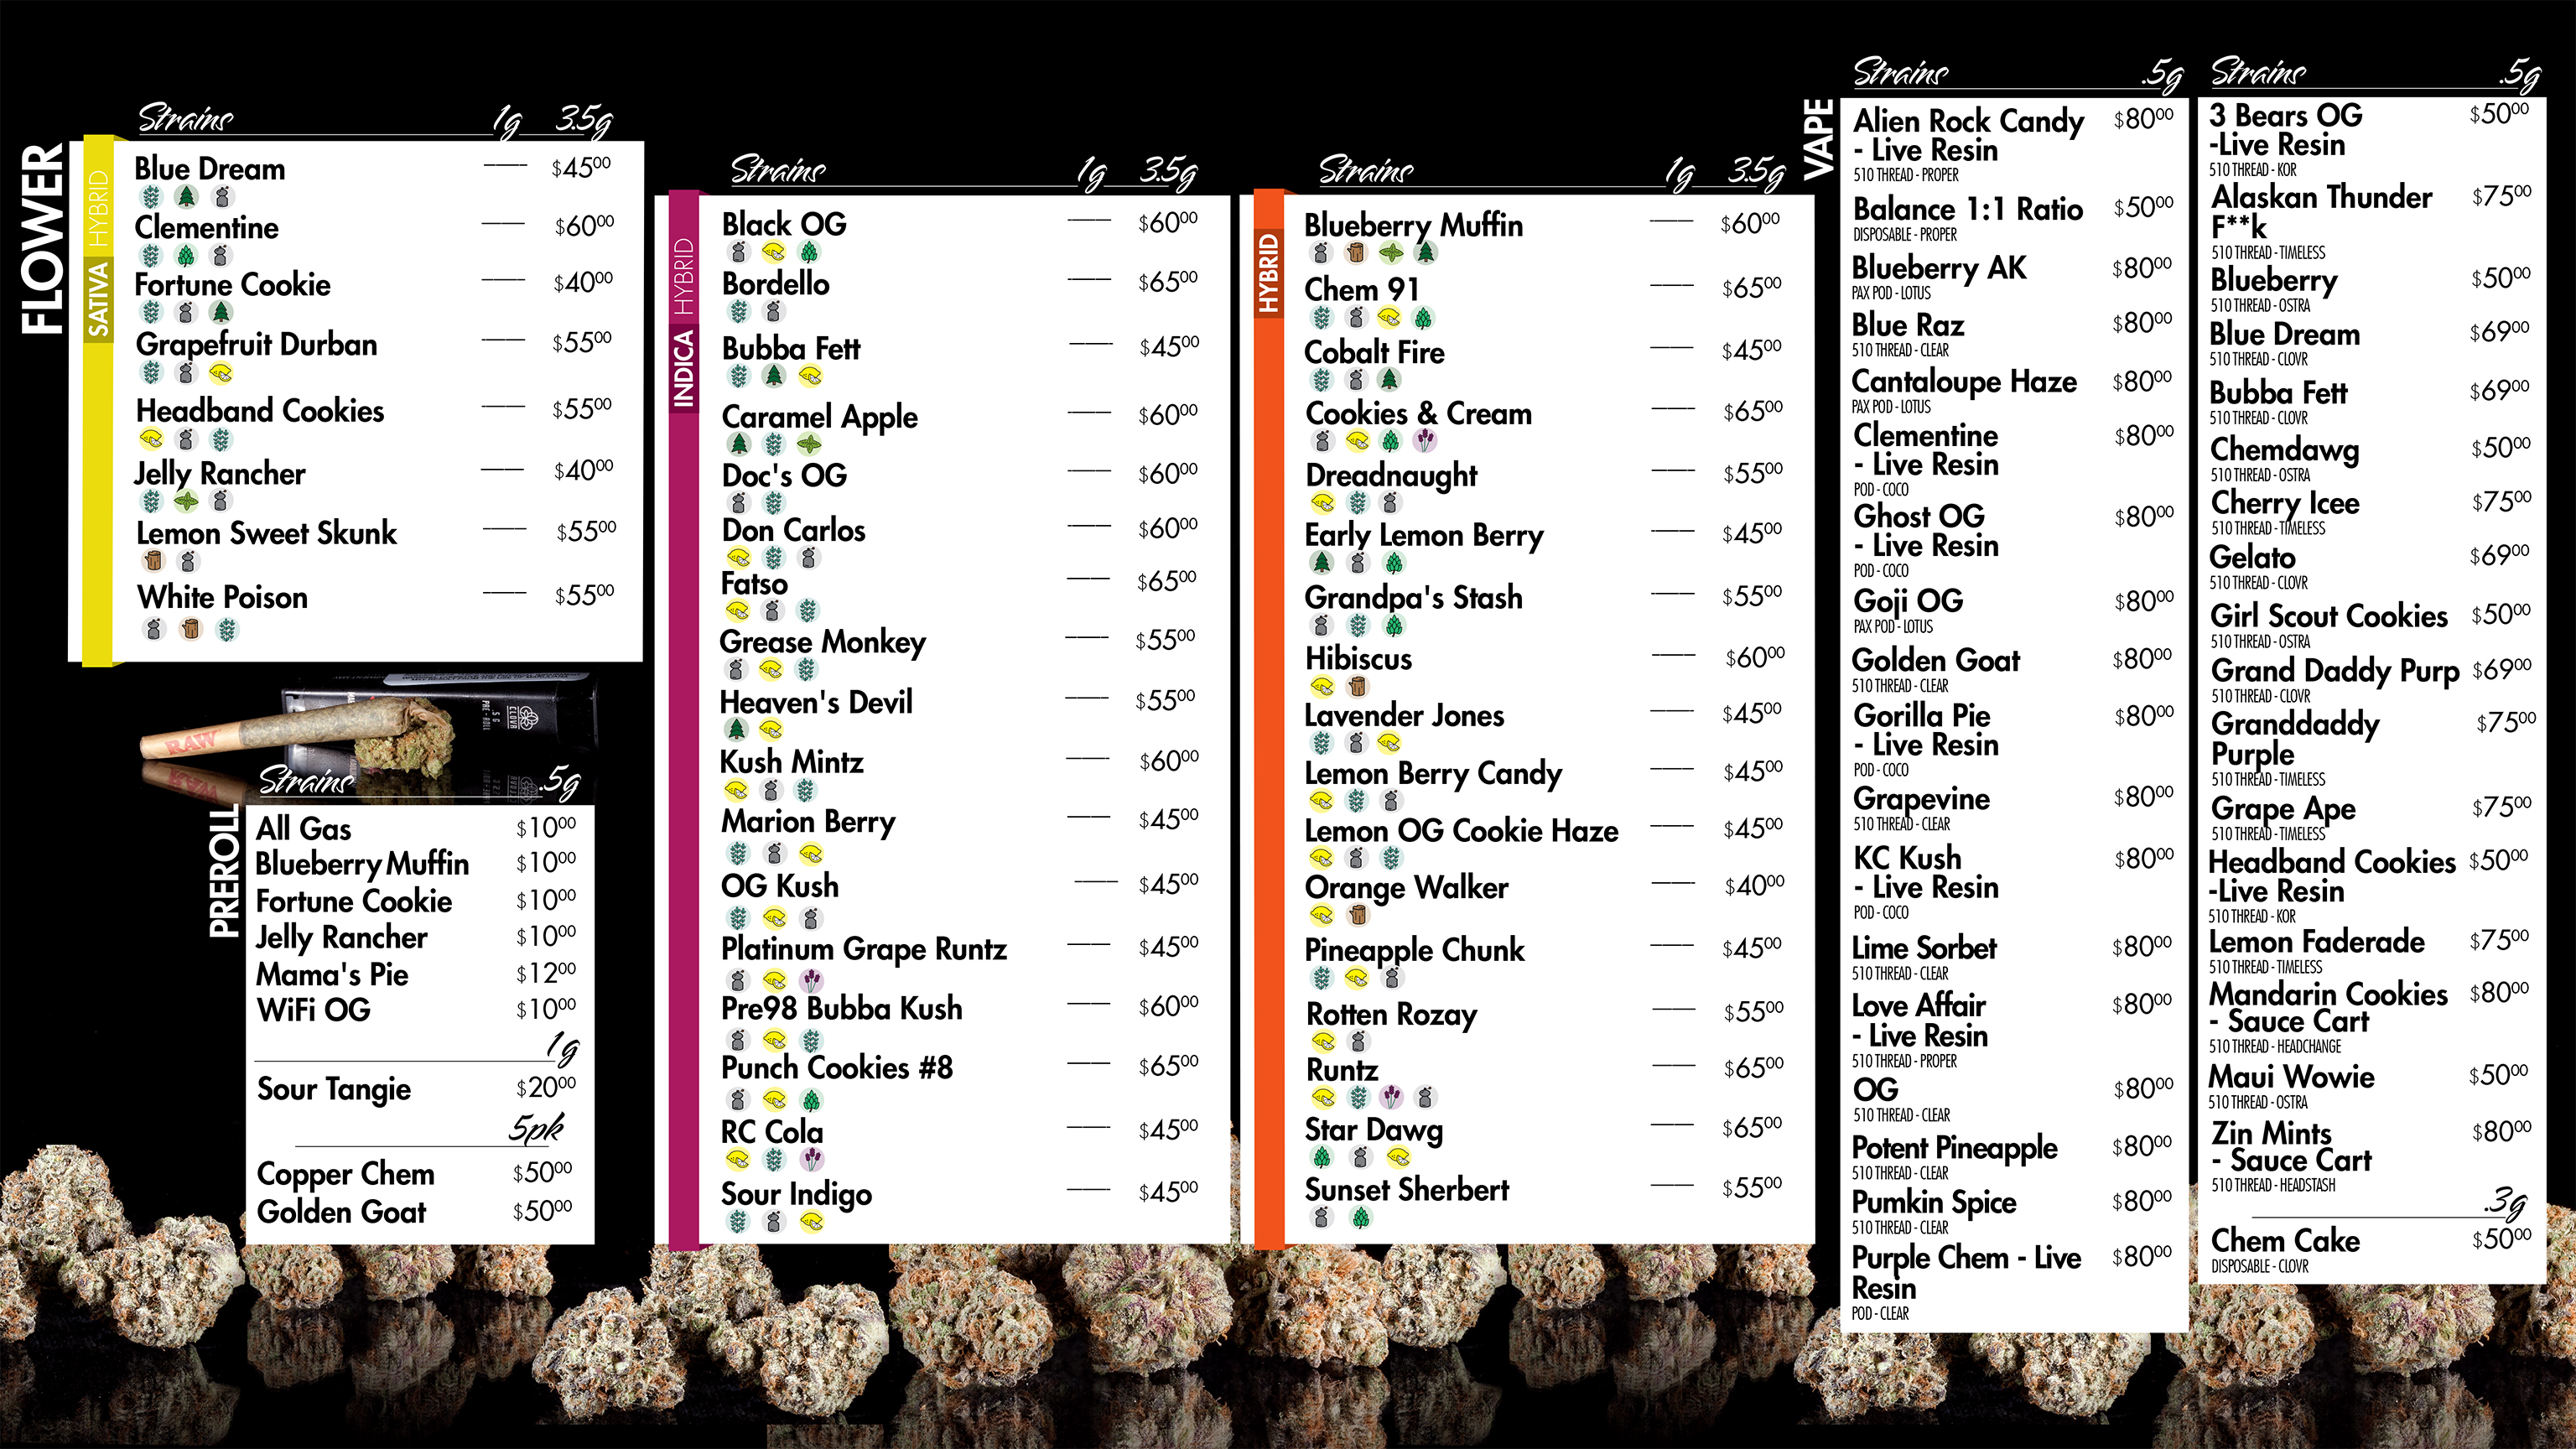 FLOWER
SATIVA HYBRID
Strains 1g 3.5g
Blue Dream —— $45.00
Clementine —— $60.00
Fortune Cookie —— $40.00
Grapefruit Durban —— $55.00
Headband Cookies —— $55.00
Jelly Rancher —— $40.00
Lemon Sweet Skunk —— $55.00
White Poison —— $55.00
RAW
CLOVR
PREROLL
Strains .5g
All Gas $10.00
Blueberry Muffin $10.00
Fortune Cookie $10.00
Jelly Rancher $10.00
Mama's Pie $12.00
WiFi OG $10.00
1g
Sour Tangie $20.00
5pk
Copper Chem $50.00
Golden Goat $50.00
INDICA HYBRID
Strains 1g 3.5g
Black OG —— $60.00
Bordello —— $65.00
Bubba Fett —— $45.00
Caramel Apple —— $60.00
Doc's OG —— $60.00
Don Carlos —— $60.00
Fatso —— $65.00
Grease Monkey —— $55.00
Heaven's Devil —— $55.00
Kush Mintz —— $60.00
Marion Berry —— $45.00
OG Kush —— $45.00
Platinum Grape Runtz —— $45.00
Pre98 Bubba Kush —— $60.00
Punch Cookies #8 —— $65.00
RC Cola —— $45.00
Sour Indigo —— $45.00
HYBRID
Strains 1g 3.5g
Blueberry Muffin —— $60.00
Chem 91 —— $65.00
Cobalt Fire —— $45.00
Cookies & Cream —— $65.00
Dreadnaught —— $55.00
Early Lemon Berry —— $45.00
Grandpa's Stash —— $55.00
Hibiscus —— $60.00
Lavender Jones —— $45.00
Lemon Berry Candy —— $45.00
Lemon OG Cookie Haze —— $45.00
Orange Walker —— $40.00
Pineapple Chunk —— $45.00
Rotten Rozay —— $55.00
Runtz —— $65.00
Star Dawg —— $65.00
Sunset Sherbert —— $55.00
VAPE
Strains .5g
Alien Rock Candy $80.00
- Live Resin
510 THREAD - PROPER
Balance 1:1 Ratio $50.00
DISPOSABLE - PROPER
Blueberry AK $80.00
PAX POD - LOTUS
Blue Raz $80.00
510 THREAD - CLEAR
Cantaloupe Haze $80.00
PAX POD - LOTUS
Clementine $80.00
- Live Resin
POD - COCO
Ghost OG $80.00
- Live Resin
POD - COCO
Goji OG $80.00
PAX POD - LOTUS
Golden Goat $80.00
510 THREAD - CLEAR
Gorilla Pie $80.00
- Live Resin
POD - COCO
Grapevine $80.00
510 THREAD - CLEAR
KC Kush $80.00
- Live Resin
POD - COCO
Lime Sorbet $80.00
510 THREAD - CLEAR
Love Affair $80.00
- Live Resin
510 THREAD - PROPER
OG $80.00
510 THREAD - CLEAR
Potent Pineapple $80.00
510 THREAD - CLEAR
Pumkin Spice $80.00
510 THREAD - CLEAR
Purple Chem - Live $80.00
Resin
POD - CLEAR
Strains .5g
3 Bears OG $50.00
-Live Resin
510 THREAD - KOR
Alaskan Thunder $75.00
F**k
510 THREAD - TIMELESS
Blueberry $50.00
510 THREAD - OSTRA
Blue Dream $69.00
510 THREAD - CLOVR
Bubba Fett $69.00
510 THREAD - CLOVR
Chemdawg $50.00
510 THREAD - OSTRA
Cherry Icee $75.00
510 THREAD - TIMELESS
Gelato $69.00
510 THREAD - CLOVR
Girl Scout Cookies $50.00
510 THREAD - OSTRA
Grand Daddy Purp $69.00
510 THREAD - CLOVR
Granddaddy $75.00
Purple
510 THREAD - TIMELESS
Grape Ape $75.00
510 THREAD - TIMELESS
Headband Cookies $50.00
-Live Resin
510 THREAD - KOR
Lemon Faderade $75.00
510 THREAD - TIMELESS
Mandarin Cookies $80.00
- Sauce Cart
510 THREAD - HEADCHANGE
Maui Wowie $50.00
510 THREAD - OSTRA
Zin Mints $80.00
- Sauce Cart
510 THREAD - HEADSTASH
.3g
Chem Cake $50.00
DISPOSABLE - CLOVR